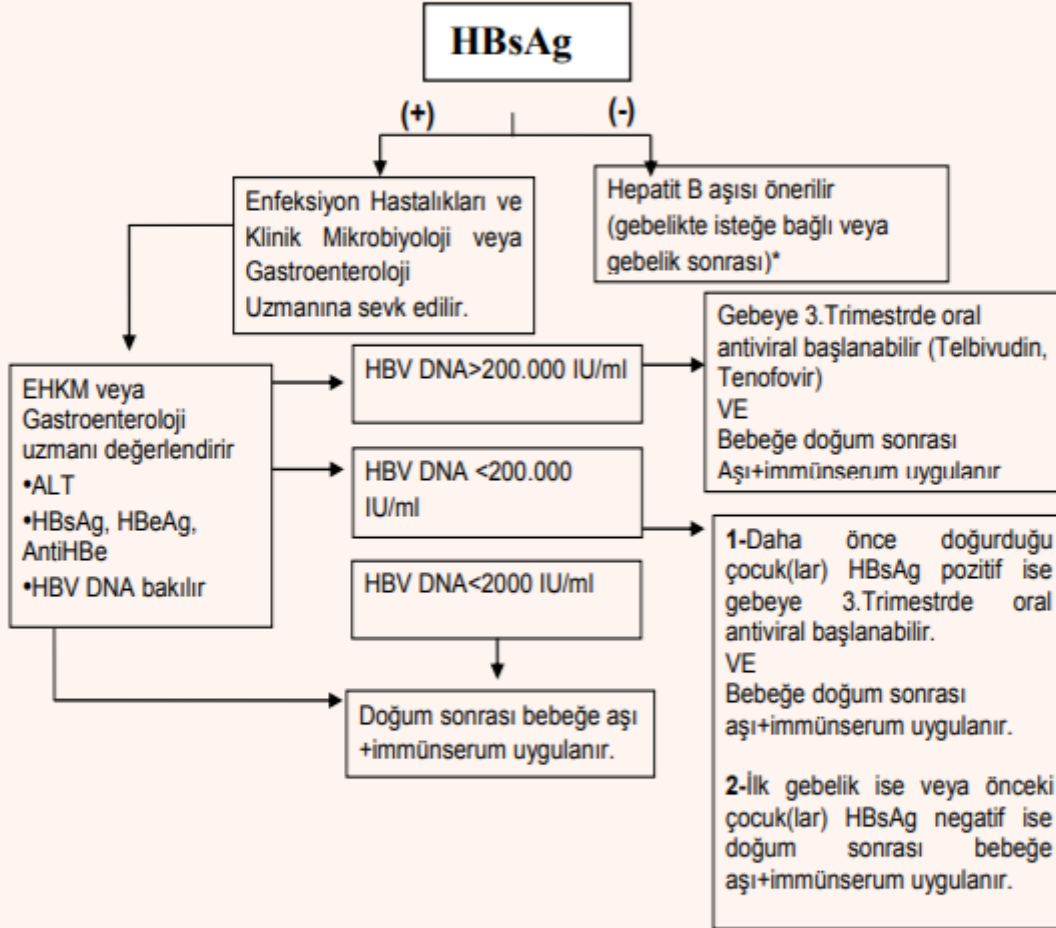 HBsAg
(+)
(-)
Enfeksiyon Hastalıkları ve
Klinik Mikrobiyoloji veya
Gastroenteroloji
Uzmanına sevk edilir.
Hepatit B aşısı önerilir
(gebelikte isteğe bağlı veya
gebelik sonrası)*
EHKM veya
Gastroenteroloji
uzmanı değerlendirir
•ALT
•HBsAg, HBeAg,
AntiHBe
•HBV DNA bakılır
HBV DNA>200.000 IU/ml
Gebeye 3.Trimestrde oral
antiviral başlanabilir (Telbivudin,
Tenofovir)
VE
Bebeğe doğum sonrası
Aşı+immünserum uygulanır
HBV DNA <200.000
IU/ml
1-Daha önce doğurduğu
çocuk(lar) HBsAg pozitif ise
gebeye 3.Trimestrde oral
antiviral başlanabilir.
VE
Bebeğe doğum sonrası
aşı+immünserum uygulanır.
2-İlk gebelik ise veya önceki
çocuk(lar) HBsAg negatif ise
doğum sonrası bebeğe
aşı+immünserum uygulanır.
HBV DNA<2000 IU/ml
Doğum sonrası bebeğe aşı
+immünserum uygulanır.